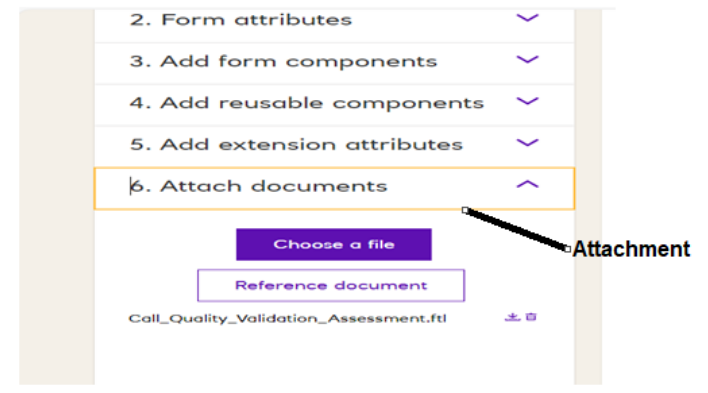 2. Form attributes
3. Add form components
4. Add reusable components
5. Add extension attributes
6. Attach documents
Choose a file
Attachment
Reference document
Call_Quality_Validation_Assessment.ftl